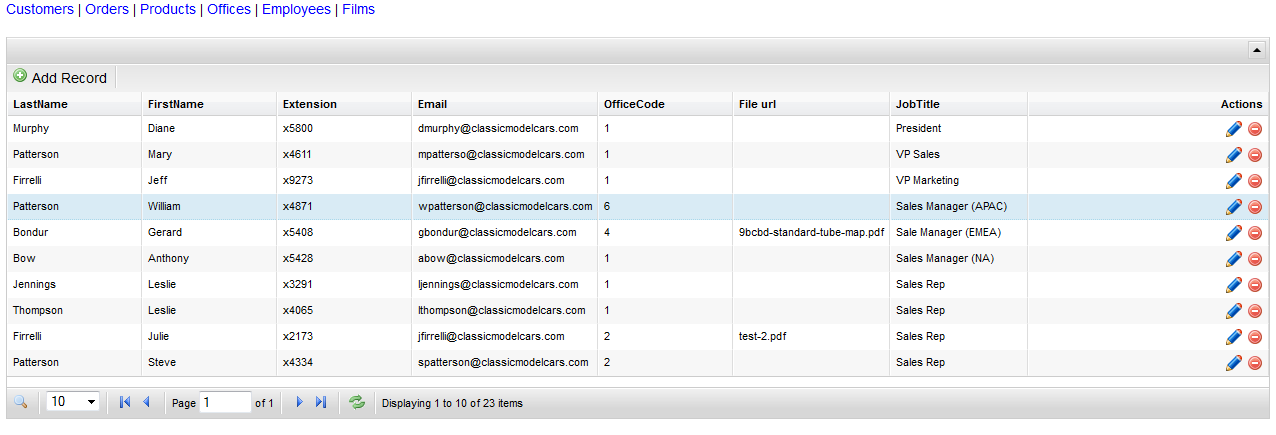 Customers | Orders | Products | Offices | Employees | Films
Add Record
LastName FirstName Extension Email OfficeCode File url JobTitle Actions
Murphy Diane x5800 dmurphy@classicmodelcars.com 1 President
Patterson Mary x4611 mpatterso@classicmodelcars.com 1 VP Sales
Firrelli Jeff x9273 jfirrelli@classicmodelcars.com 1 VP Marketing
Patterson William x4871 wpatterson@classicmodelcars.com 6 Sales Manager (APAC)
Bondur Gerard x5408 gbondur@classicmodelcars.com 4 9bcbd-standard-tube-map.pdf Sale Manager (EMEA)
Bow Anthony x5428 abow@classicmodelcars.com 1 Sales Manager (NA)
Jennings Leslie x3291 ljennings@classicmodelcars.com 1 Sales Rep
Thompson Leslie x4065 lthompson@classicmodelcars.com 1 Sales Rep
Firrelli Julie x2173 jfirrelli@classicmodelcars.com 2 test-2.pdf Sales Rep
Patterson Steve x4334 spatterson@classicmodelcars.com 2 Sales Rep
10 Page 1 of 1 Displaying 1 to 10 of 23 items